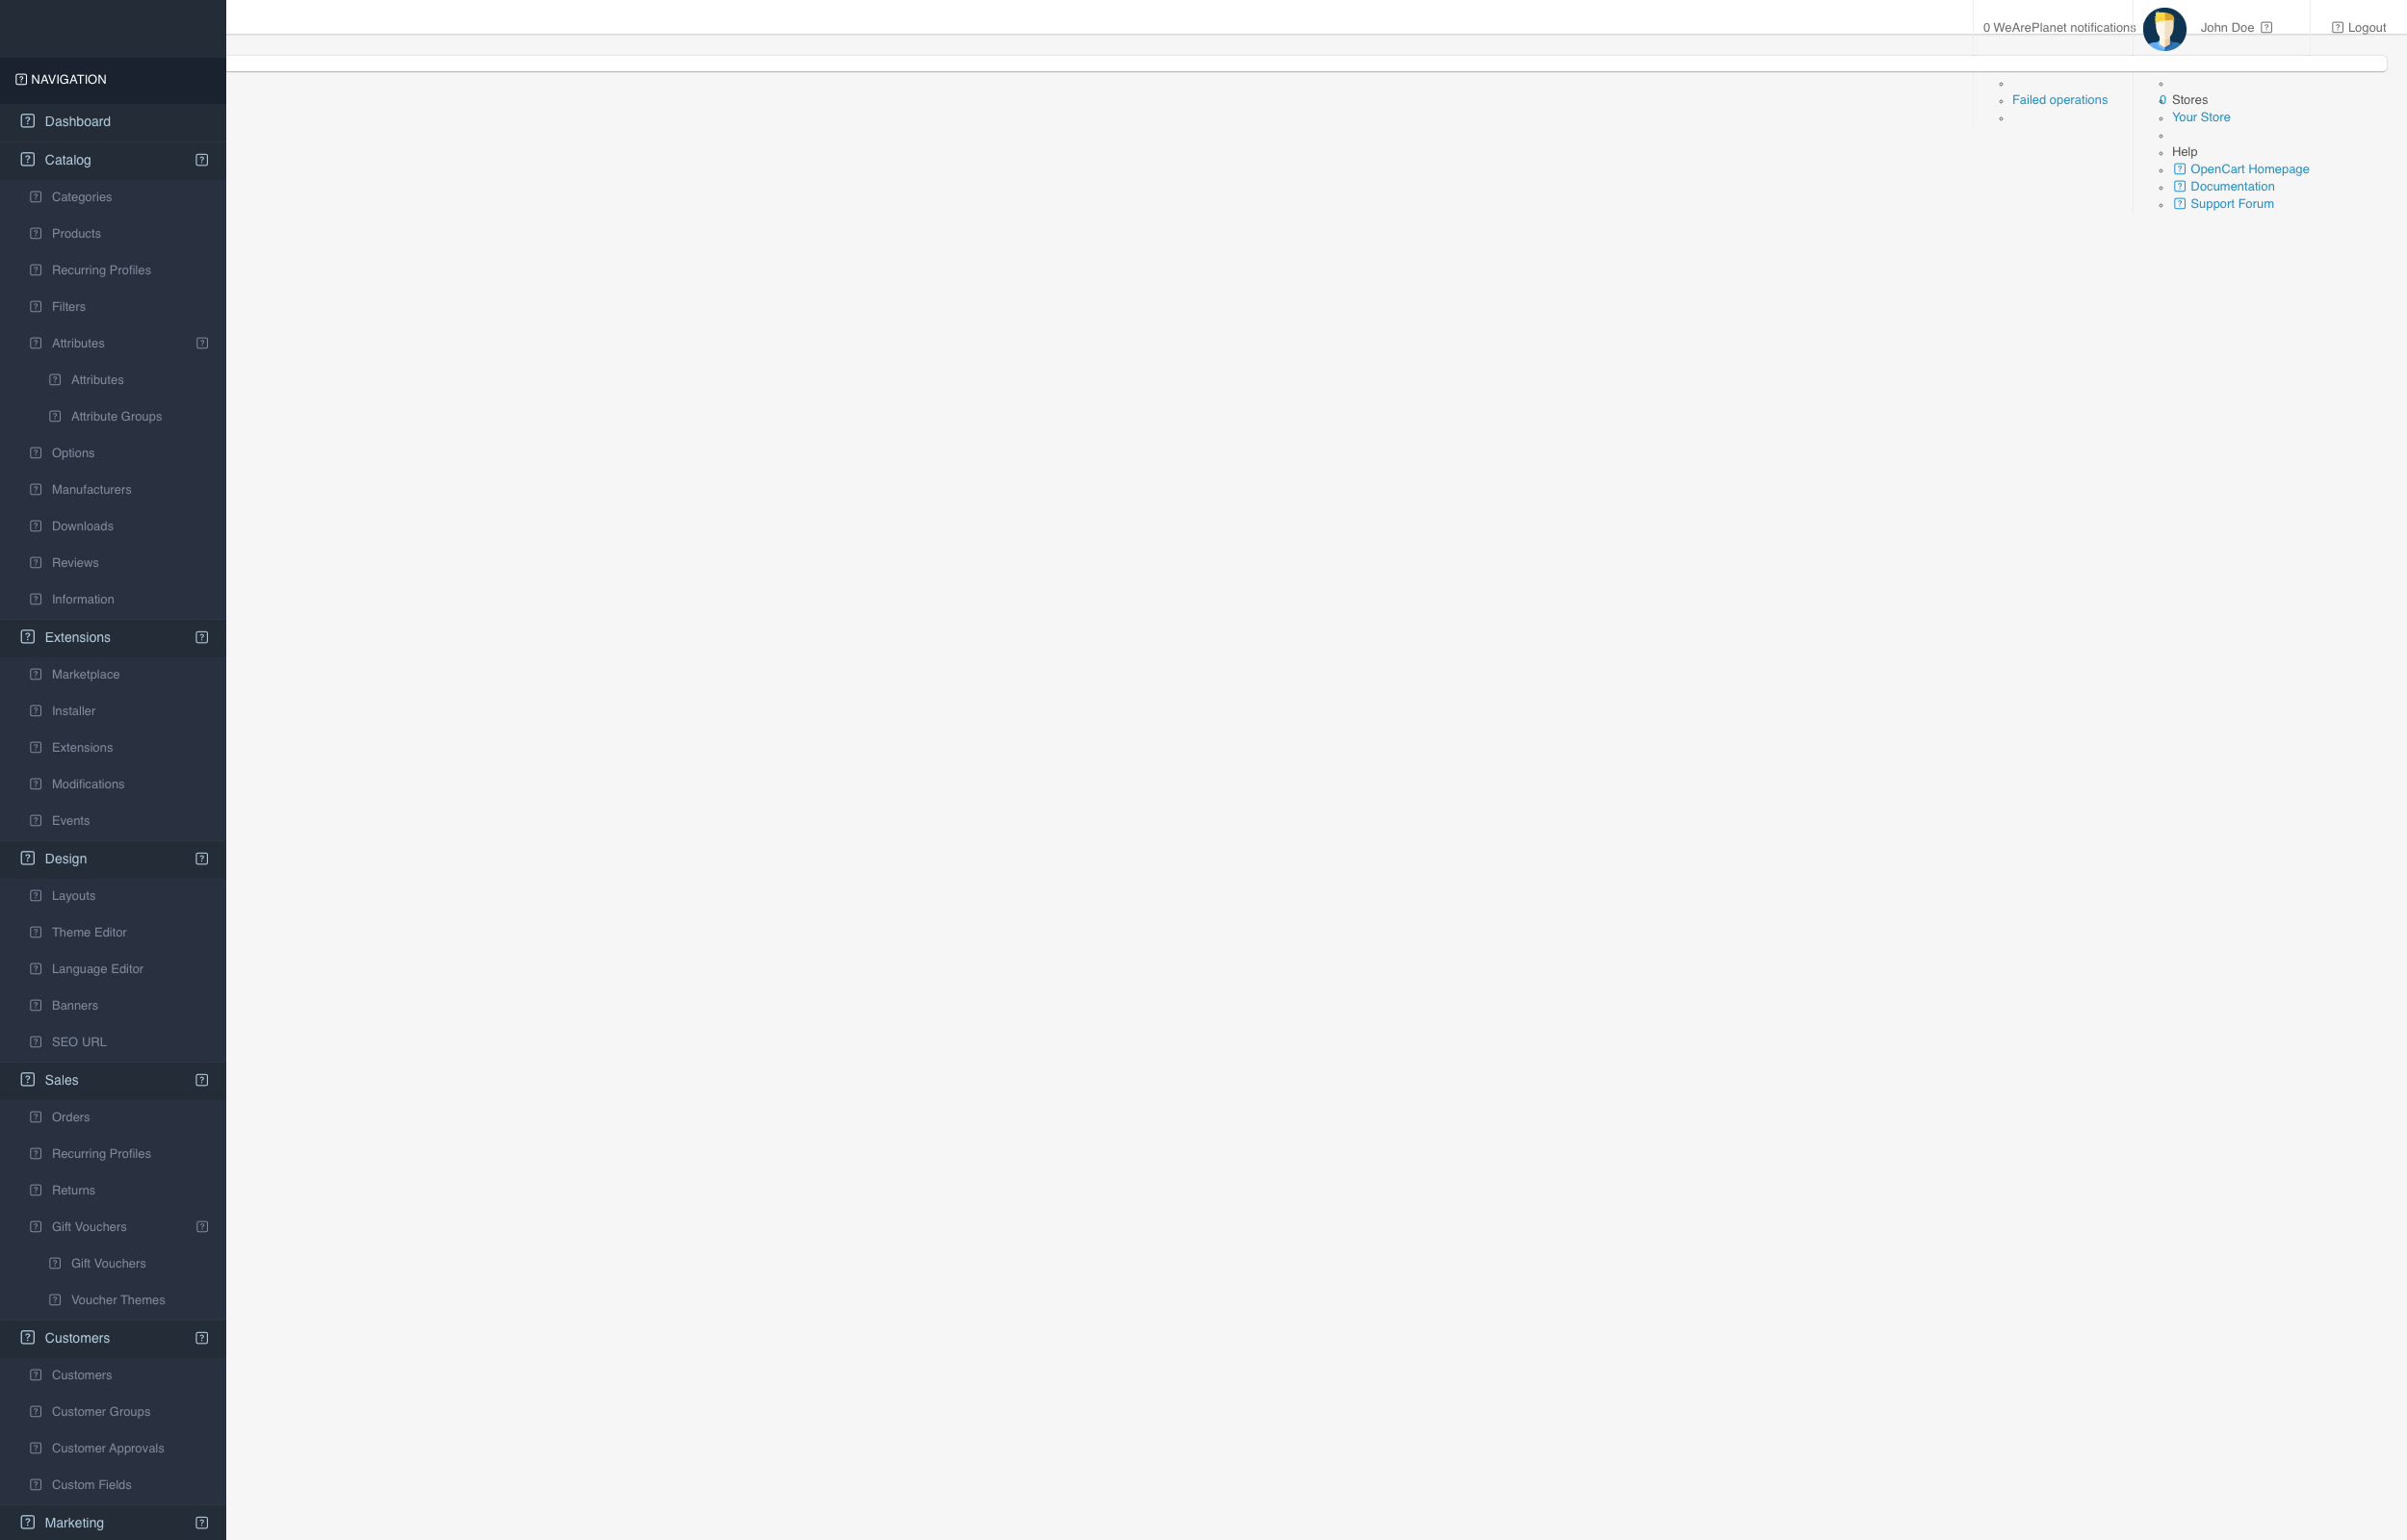 0 WeArePlanet notifications
John Doe
Logout
Failed operations
0
Stores
Your Store
Help
OpenCart Homepage
Documentation
Support Forum
NAVIGATION
Dashboard
Catalog
Categories
Products
Recurring Profiles
Filters
Attributes
Attributes
Attribute Groups
Options
Manufacturers
Downloads
Reviews
Information
Extensions
Marketplace
Installer
Extensions
Modifications
Events
Design
Layouts
Theme Editor
Language Editor
Banners
SEO URL
Sales
Orders
Recurring Profiles
Returns
Gift Vouchers
Gift Vouchers
Voucher Themes
Customers
Customers
Customer Groups
Customer Approvals
Custom Fields
Marketing